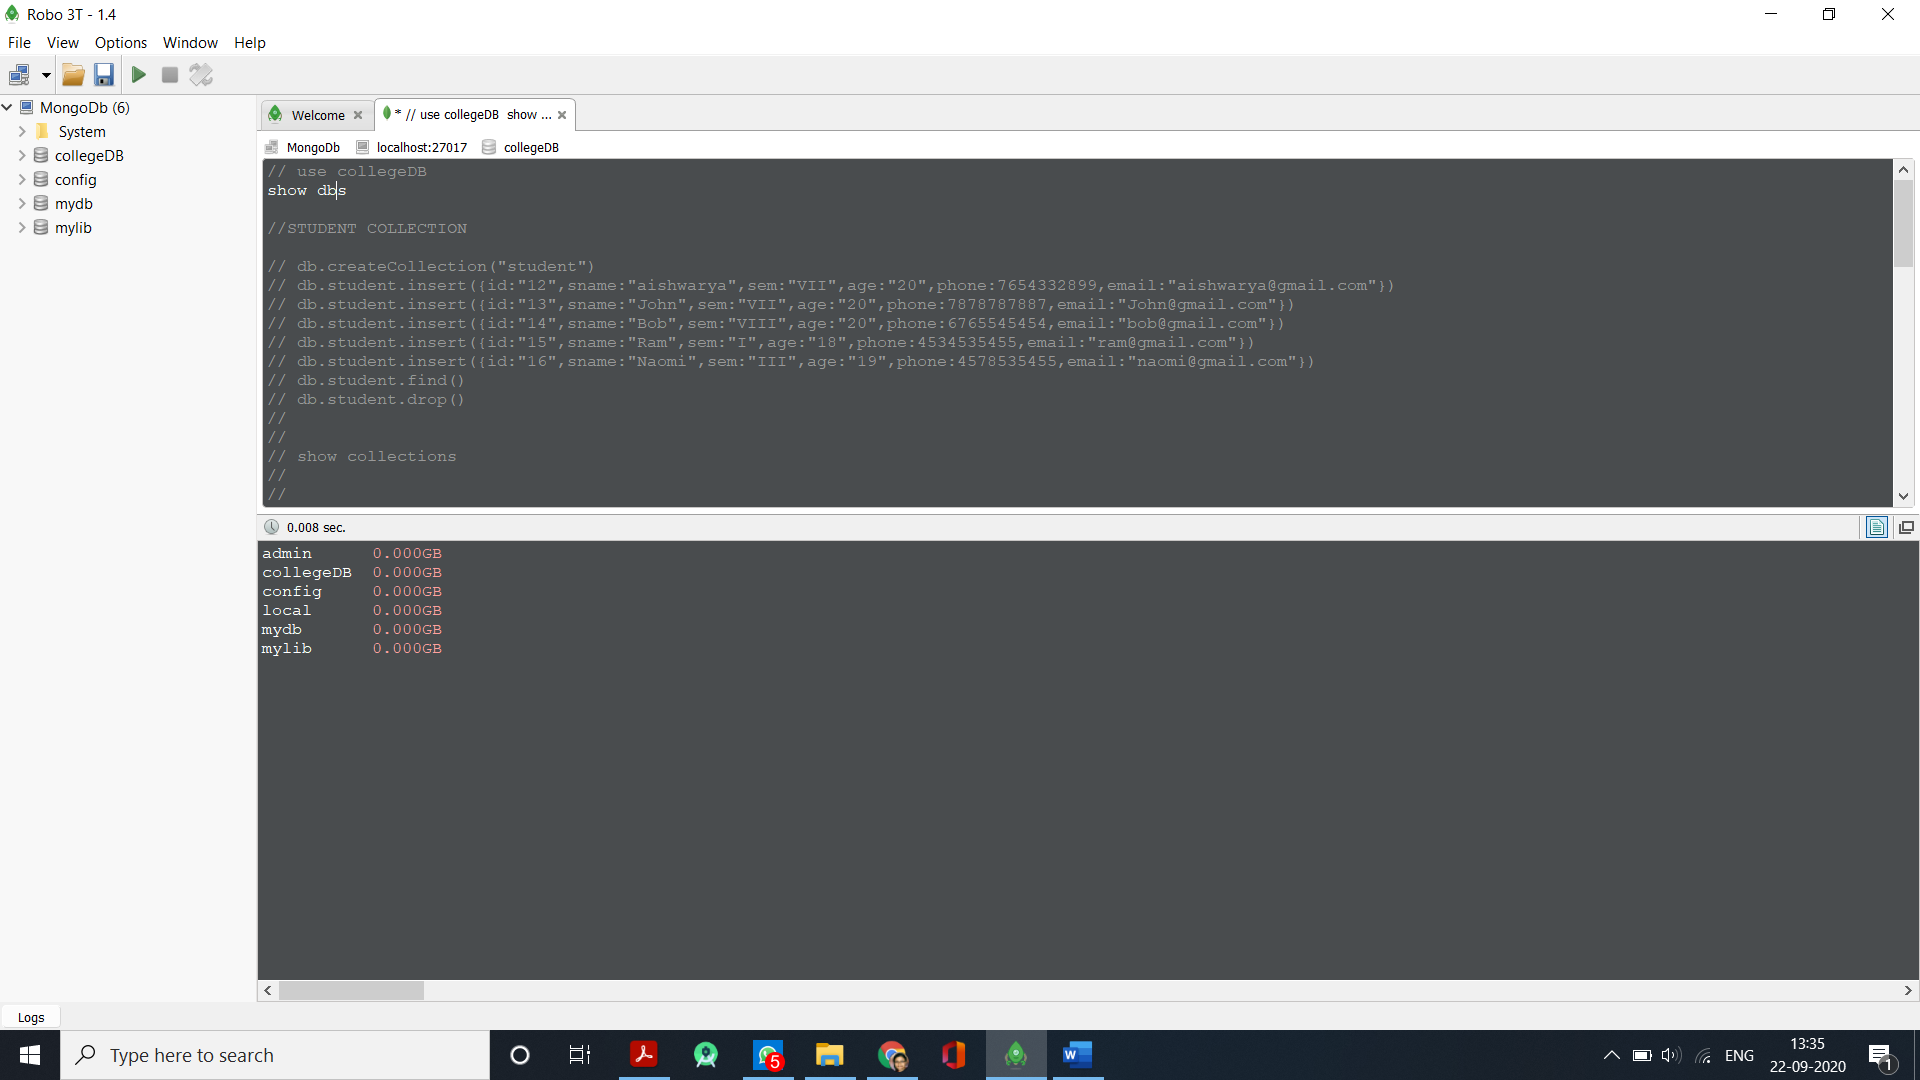 Robo 3T - 1.4
File View Options Window Help
MongoDb (6)
System
collegeDB
config
mydb
mylib
Welcome
* // use collegeDB  show ...
MongoDb localhost:27017 collegeDB
// use collegeDB
show dbs
//STUDENT COLLECTION
// db.createCollection("student")
// db.student.insert({id:"12",sname:"aishwarya",sem:"VII",age:"20",phone:7654332899,email:"aishwarya@gmail.com"})
// db.student.insert({id:"13",sname:"John",sem:"VII",age:"20",phone:7878787887,email:"John@gmail.com"})
// db.student.insert({id:"14",sname:"Bob",sem:"VIII",age:"20",phone:6765545454,email:"bob@gmail.com"})
// db.student.insert({id:"15",sname:"Ram",sem:"I",age:"18",phone:4534535455,email:"ram@gmail.com"})
// db.student.insert({id:"16",sname:"Naomi",sem:"III",age:"19",phone:4578535455,email:"naomi@gmail.com"})
// db.student.find()
// db.student.drop()
//
//
// show collections
//
//
0.008 sec.
admin 0.000GB
collegeDB 0.000GB
config 0.000GB
local 0.000GB
mydb 0.000GB
mylib 0.000GB
Logs
Type here to search
5
W
ENG
13:35
22-09-2020
1